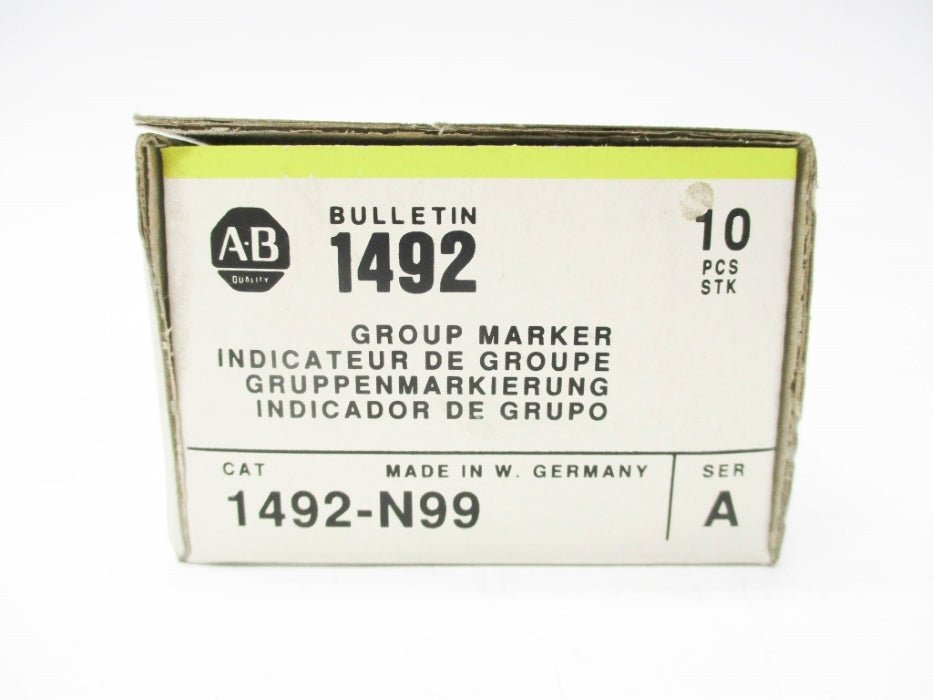 A-B
QUALITY
BULLETIN
1492
10
PCS
STK
GROUP MARKER
INDICATEUR DE GROUPE
GRUPPENMARKIERUNG
INDICADOR DE GRUPO
CAT
MADE IN W. GERMANY
SER
1492-N99
A